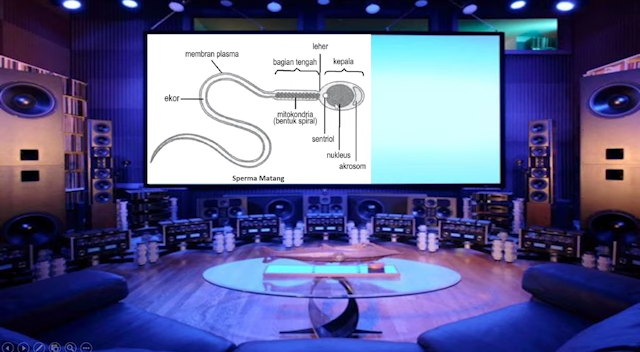 leher
membran plasma
bagian tengah
kepala
ekor
mitokondria
(bentuk spiral)
sentriol
nukleus
akrosom
Sperma Matang